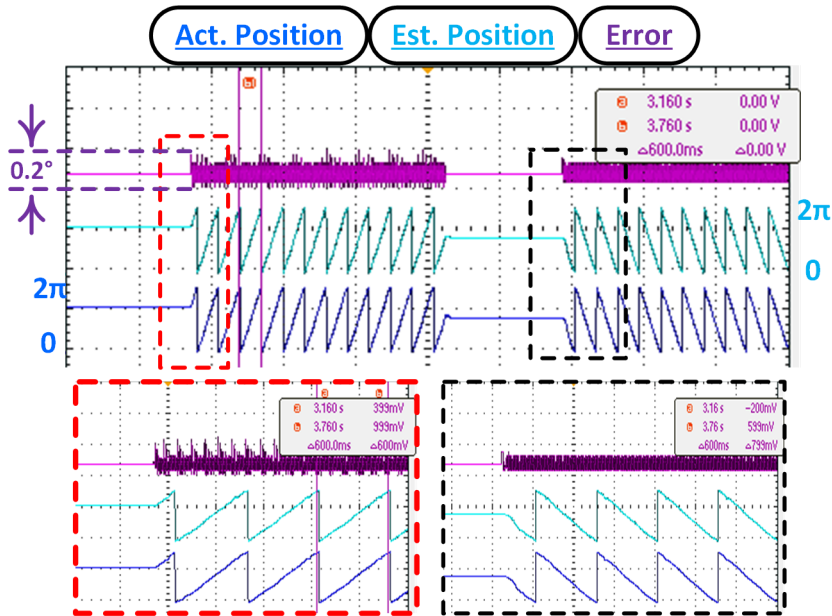 Act. Position Est. Position Error
b
a 3.160 s 0.00 V
b 3.760 s 0.00 V
△600.0ms △0.00 V
0.2°
2π
0
2π
0
a b
a 3.160 s 399mV
b 3.760 s 999mV
△600.0ms △600mV
a 3.16 s -200mV
b 3.76 s 599mV
△600ms △799mV